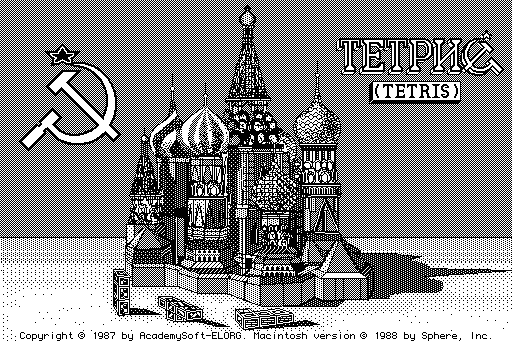 ТЕТРИС
(TETRIS)
Copyright © 1987 by AcademySoft-ELORG. Macintosh version © 1988 by Sphere, Inc.